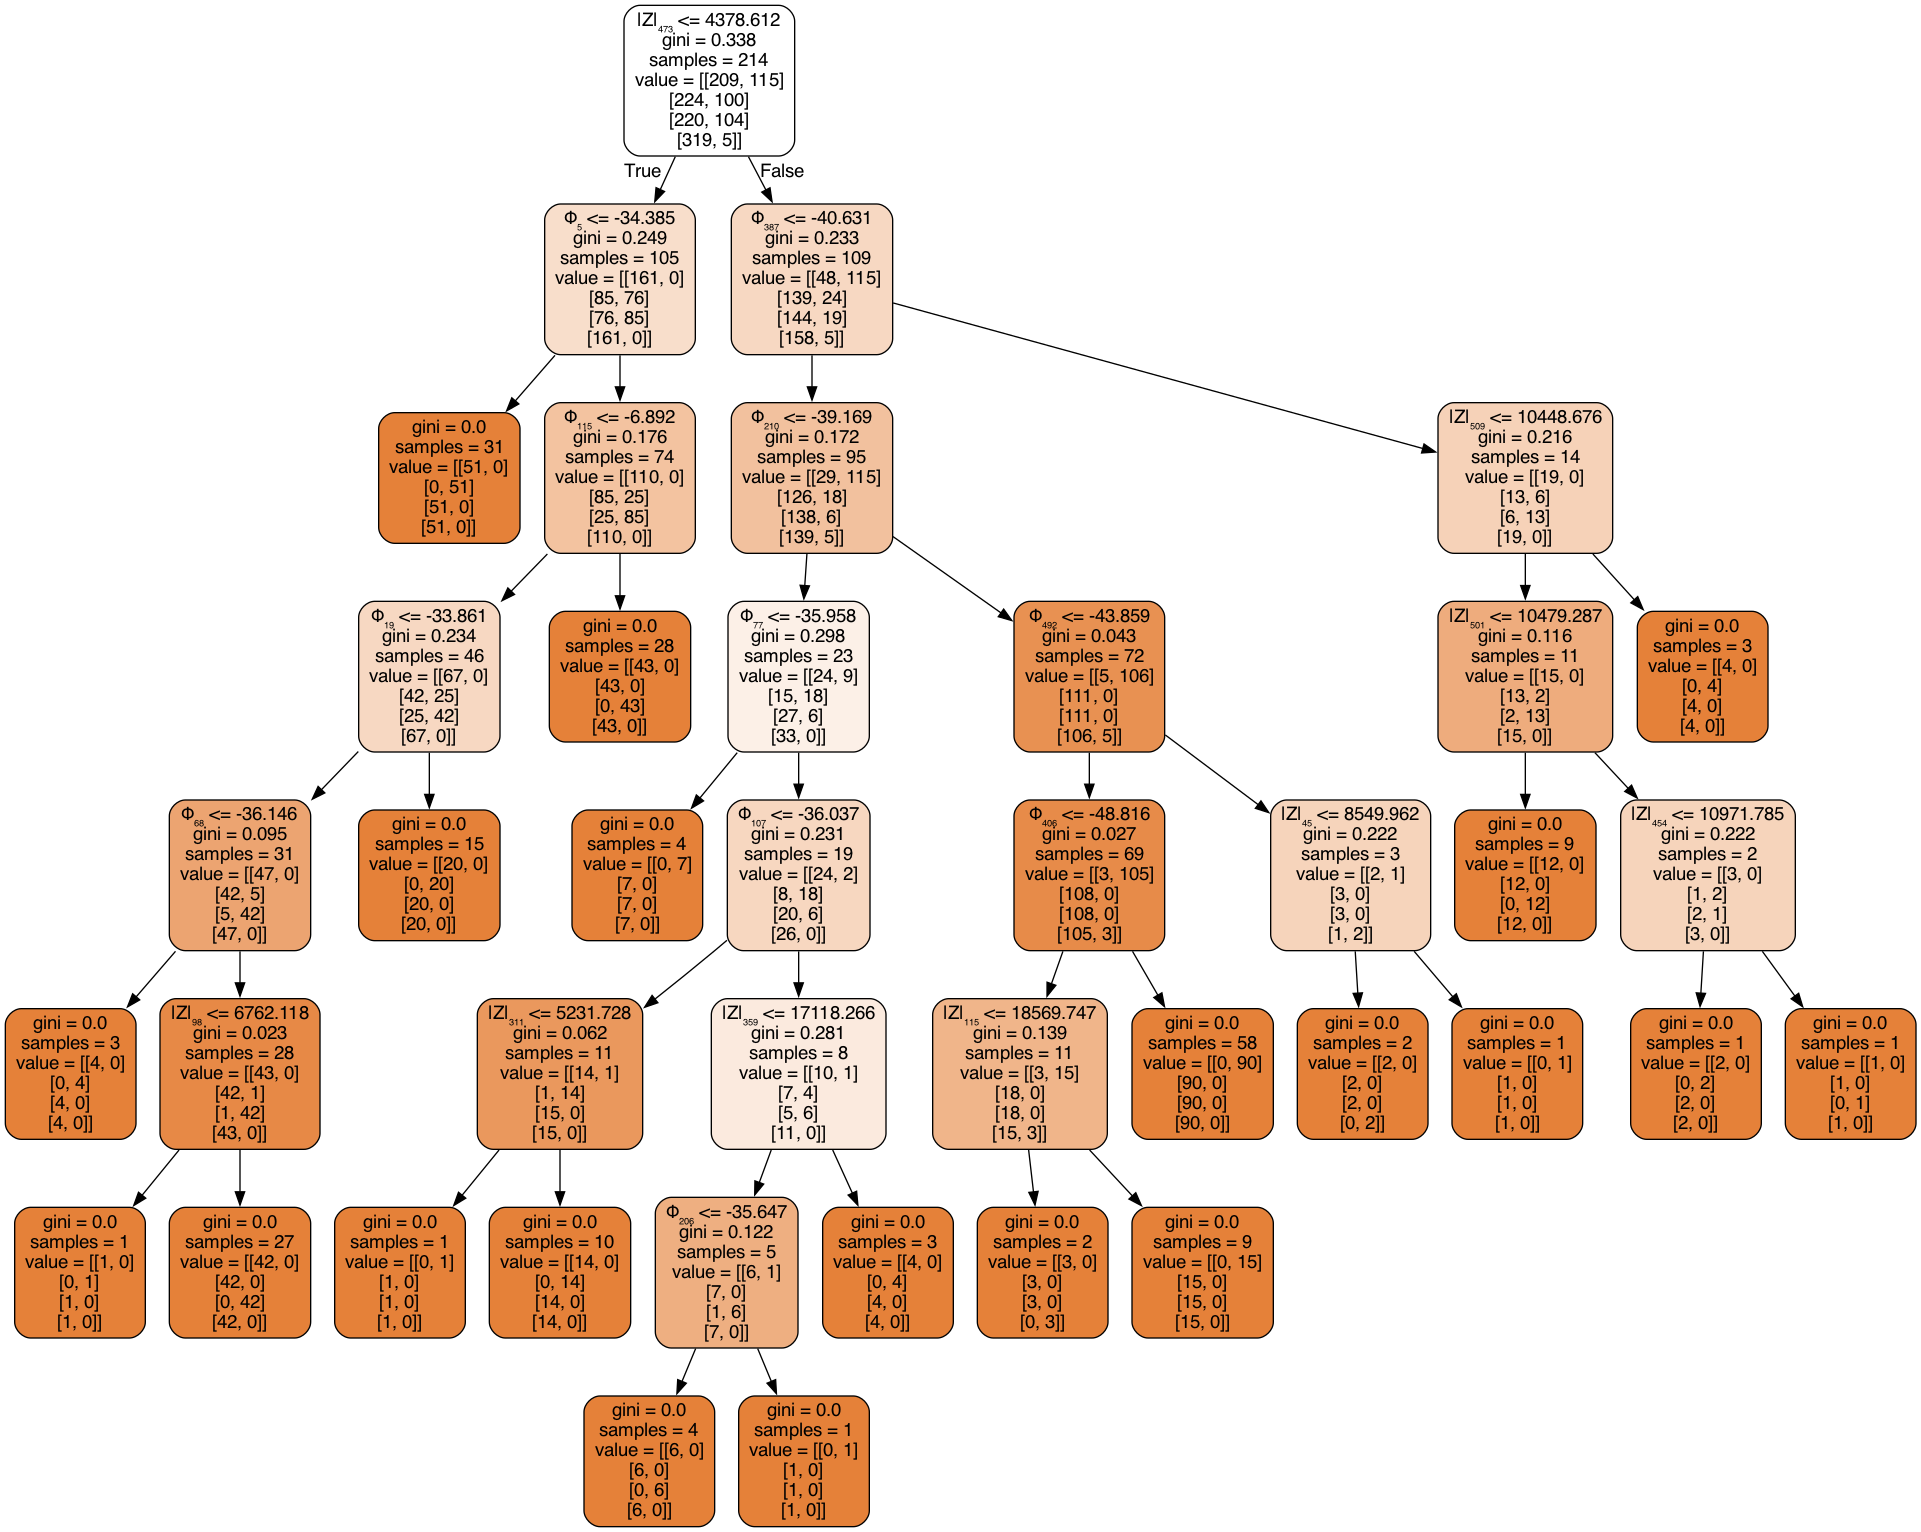 |Z|₄₇₃ <= 4378.612
gini = 0.338
samples = 214
value = [[209, 115]
[224, 100]
[220, 104]
[319, 5]]
True
False
Φ₅ <= -34.385
gini = 0.249
samples = 105
value = [[161, 0]
[85, 76]
[76, 85]
[161, 0]]
Φ₃₈₇ <= -40.631
gini = 0.233
samples = 109
value = [[48, 115]
[139, 24]
[144, 19]
[158, 5]]
gini = 0.0
samples = 31
value = [[51, 0]
[0, 51]
[51, 0]
[51, 0]]
Φ₁₁₅ <= -6.892
gini = 0.176
samples = 74
value = [[110, 0]
[85, 25]
[25, 85]
[110, 0]]
Φ₂₁₀ <= -39.169
gini = 0.172
samples = 95
value = [[29, 115]
[126, 18]
[138, 6]
[139, 5]]
|Z|₅₀₉ <= 10448.676
gini = 0.216
samples = 14
value = [[19, 0]
[13, 6]
[6, 13]
[19, 0]]
Φ₁₉ <= -33.861
gini = 0.234
samples = 46
value = [[67, 0]
[42, 25]
[25, 42]
[67, 0]]
gini = 0.0
samples = 28
value = [[43, 0]
[43, 0]
[0, 43]
[43, 0]]
Φ₇₇ <= -35.958
gini = 0.298
samples = 23
value = [[24, 9]
[15, 18]
[27, 6]
[33, 0]]
Φ₄₉₂ <= -43.859
gini = 0.043
samples = 72
value = [[5, 106]
[111, 0]
[111, 0]
[106, 5]]
|Z|₅₀₁ <= 10479.287
gini = 0.116
samples = 11
value = [[15, 0]
[13, 2]
[2, 13]
[15, 0]]
gini = 0.0
samples = 3
value = [[4, 0]
[0, 4]
[4, 0]
[4, 0]]
Φ₆₈ <= -36.146
gini = 0.095
samples = 31
value = [[47, 0]
[42, 5]
[5, 42]
[47, 0]]
gini = 0.0
samples = 15
value = [[20, 0]
[0, 20]
[20, 0]
[20, 0]]
gini = 0.0
samples = 4
value = [[0, 7]
[7, 0]
[7, 0]
[7, 0]]
Φ₁₀₇ <= -36.037
gini = 0.231
samples = 19
value = [[24, 2]
[8, 18]
[20, 6]
[26, 0]]
Φ₄₀₆ <= -48.816
gini = 0.027
samples = 69
value = [[3, 105]
[108, 0]
[108, 0]
[105, 3]]
|Z|₄₅ <= 8549.962
gini = 0.222
samples = 3
value = [[2, 1]
[3, 0]
[3, 0]
[1, 2]]
gini = 0.0
samples = 9
value = [[12, 0]
[12, 0]
[0, 12]
[12, 0]]
|Z|₄₅₄ <= 10971.785
gini = 0.222
samples = 2
value = [[3, 0]
[1, 2]
[2, 1]
[3, 0]]
gini = 0.0
samples = 3
value = [[4, 0]
[0, 4]
[4, 0]
[4, 0]]
|Z|₉₈ <= 6762.118
gini = 0.023
samples = 28
value = [[43, 0]
[42, 1]
[1, 42]
[43, 0]]
|Z|₃₁₁ <= 5231.728
gini = 0.062
samples = 11
value = [[14, 1]
[1, 14]
[15, 0]
[15, 0]]
|Z|₃₅₉ <= 17118.266
gini = 0.281
samples = 8
value = [[10, 1]
[7, 4]
[5, 6]
[11, 0]]
|Z|₁₁₅ <= 18569.747
gini = 0.139
samples = 11
value = [[3, 15]
[18, 0]
[18, 0]
[15, 3]]
gini = 0.0
samples = 58
value = [[0, 90]
[90, 0]
[90, 0]
[90, 0]]
gini = 0.0
samples = 2
value = [[2, 0]
[2, 0]
[2, 0]
[0, 2]]
gini = 0.0
samples = 1
value = [[0, 1]
[1, 0]
[1, 0]
[1, 0]]
gini = 0.0
samples = 1
value = [[2, 0]
[0, 2]
[2, 0]
[2, 0]]
gini = 0.0
samples = 1
value = [[1, 0]
[1, 0]
[0, 1]
[1, 0]]
gini = 0.0
samples = 1
value = [[1, 0]
[0, 1]
[1, 0]
[1, 0]]
gini = 0.0
samples = 27
value = [[42, 0]
[42, 0]
[0, 42]
[42, 0]]
gini = 0.0
samples = 1
value = [[0, 1]
[1, 0]
[1, 0]
[1, 0]]
gini = 0.0
samples = 10
value = [[14, 0]
[0, 14]
[14, 0]
[14, 0]]
Φ₂₀₆ <= -35.647
gini = 0.122
samples = 5
value = [[6, 1]
[7, 0]
[1, 6]
[7, 0]]
gini = 0.0
samples = 3
value = [[4, 0]
[0, 4]
[4, 0]
[4, 0]]
gini = 0.0
samples = 2
value = [[3, 0]
[3, 0]
[3, 0]
[0, 3]]
gini = 0.0
samples = 9
value = [[0, 15]
[15, 0]
[15, 0]
[15, 0]]
gini = 0.0
samples = 4
value = [[6, 0]
[6, 0]
[0, 6]
[6, 0]]
gini = 0.0
samples = 1
value = [[0, 1]
[1, 0]
[1, 0]
[1, 0]]